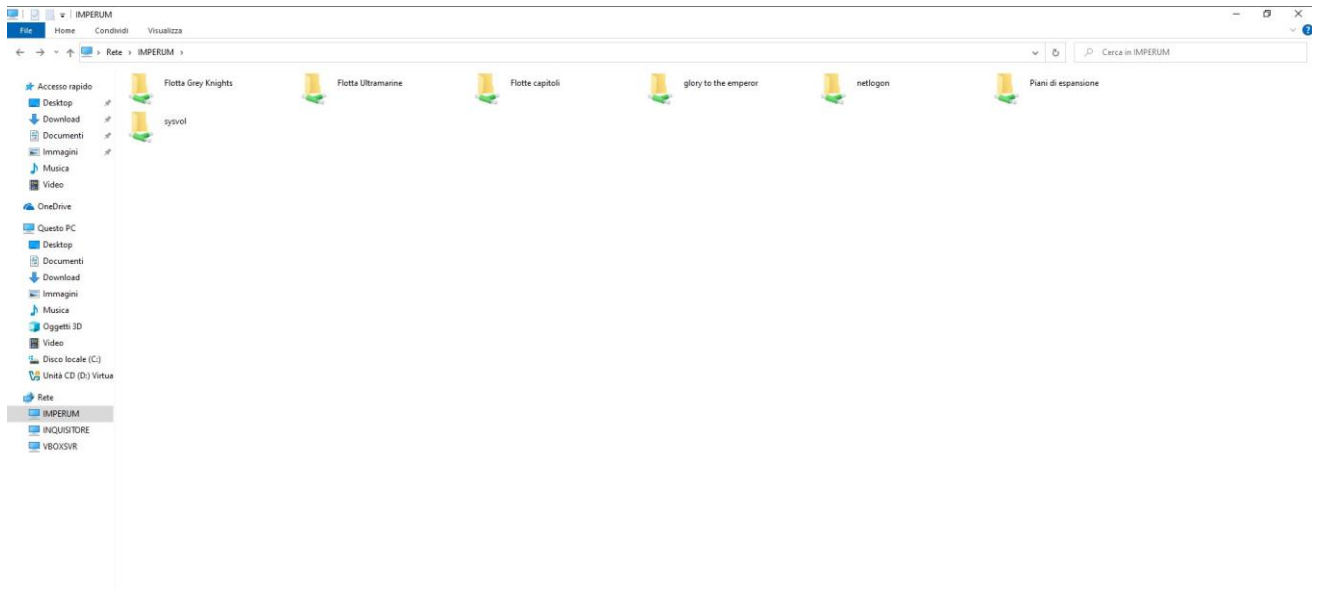 IMPERUM
File Home Condividi Visualizza
Rete › IMPERUM ›
Cerca in IMPERUM
Accesso rapido
Desktop
Download
Documenti
Immagini
Musica
Video
OneDrive
Questo PC
Desktop
Documenti
Download
Immagini
Musica
Oggetti 3D
Video
Disco locale (C:)
Unità CD (D:) Virtua
Rete
IMPERUM
INQUISITORE
VBOXSVR
Flotta Grey Knights
Flotta Ultramarine
Flotte capitoli
glory to the emperor
netlogon
Piani di espansione
sysvol